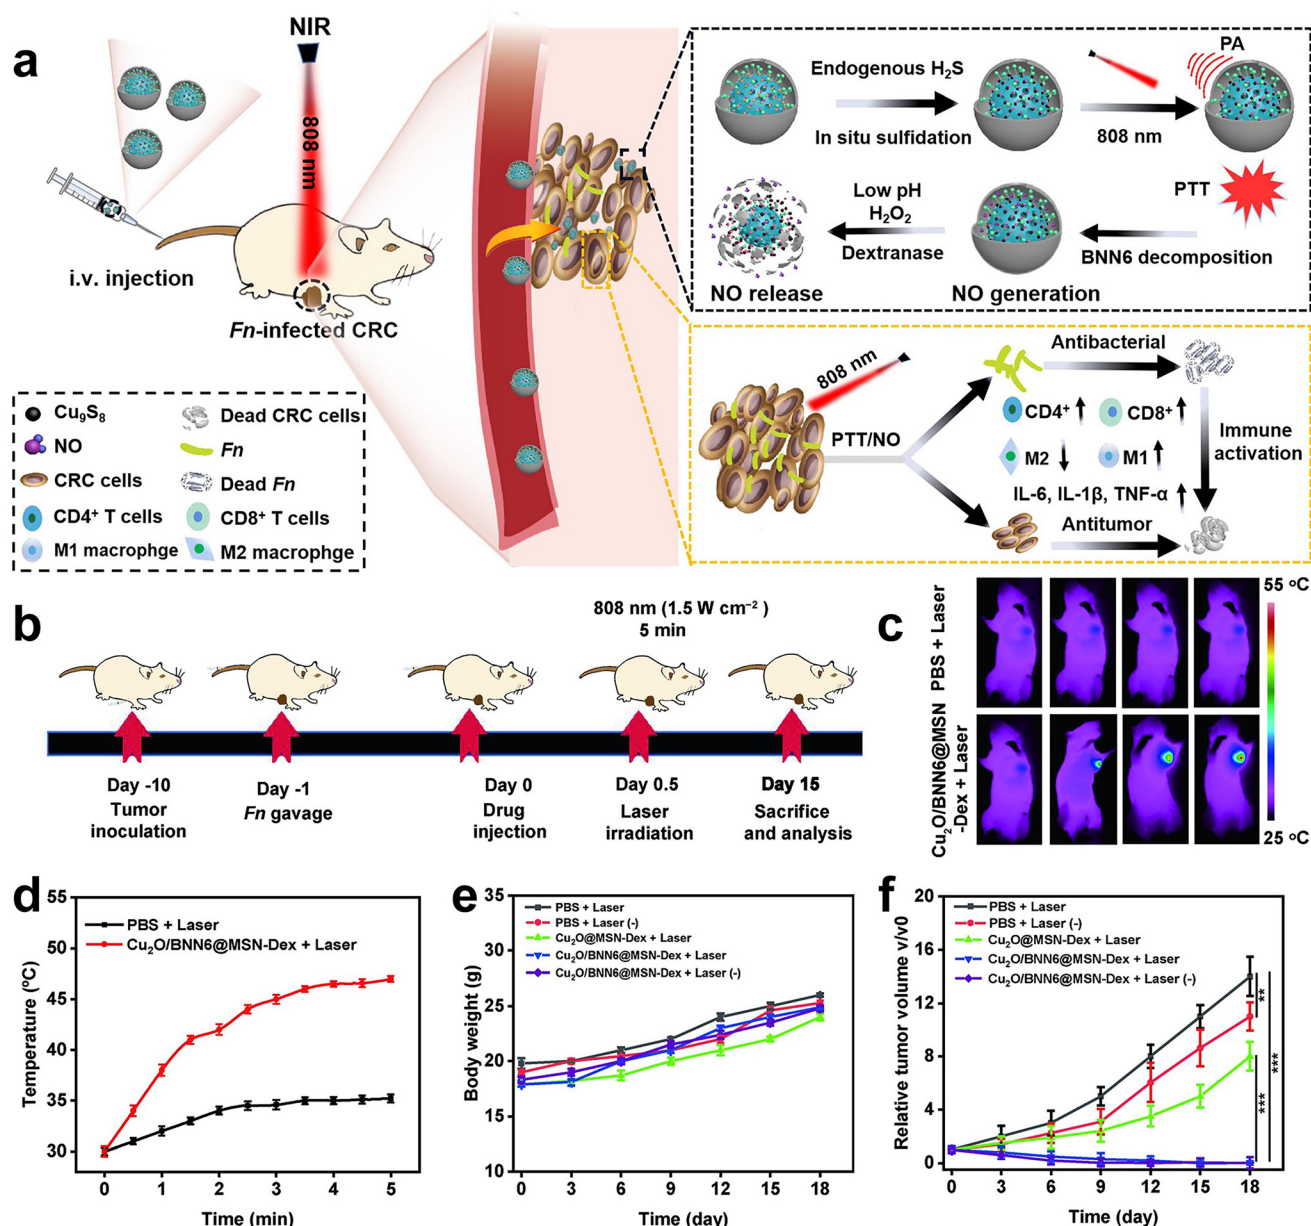 a
NIR
808 nm
i.v. injection
Fn-infected CRC
Endogenous H₂S
In situ sulfidation
808 nm
PA
PTT
Low pH
H₂O₂
Dextranase
BNN6 decomposition
NO release
NO generation
Cu₉S₈
Dead CRC cells
NO
Fn
CRC cells
Dead Fn
CD4⁺ T cells
CD8⁺ T cells
M1 macrophge
M2 macrophge
808 nm
PTT/NO
Antibacterial
CD4⁺
CD8⁺
M2
M1
IL-6, IL-1β, TNF-α
Immune
activation
Antitumor
b
808 nm (1.5 W cm⁻²)
5 min
Day -10
Tumor
inoculation
Day -1
Fn gavage
Day 0
Drug
injection
Day 0.5
Laser
irradiation
Day 15
Sacrifice
and analysis
c
PBS + Laser
Cu₂O/BNN6@MSN
-Dex + Laser
55 °C
25 °C
d
PBS + Laser
Cu₂O/BNN6@MSN-Dex + Laser
Temperature (ºC)
55
50
45
40
35
30
0 1 2 3 4 5
Time (min)
e
PBS + Laser
PBS + Laser (-)
Cu₂O@MSN-Dex + Laser
Cu₂O/BNN6@MSN-Dex + Laser
Cu₂O/BNN6@MSN-Dex + Laser (-)
Body weight (g)
35
30
25
20
15
10
0 3 6 9 12 15 18
Time (day)
f
PBS + Laser
PBS + Laser (-)
Cu₂O@MSN-Dex + Laser
Cu₂O/BNN6@MSN-Dex + Laser
Cu₂O/BNN6@MSN-Dex + Laser (-)
Relative tumor volume v/v0
20
16
12
8
4
0
0 3 6 9 12 15 18
Time (day)
**
***
***